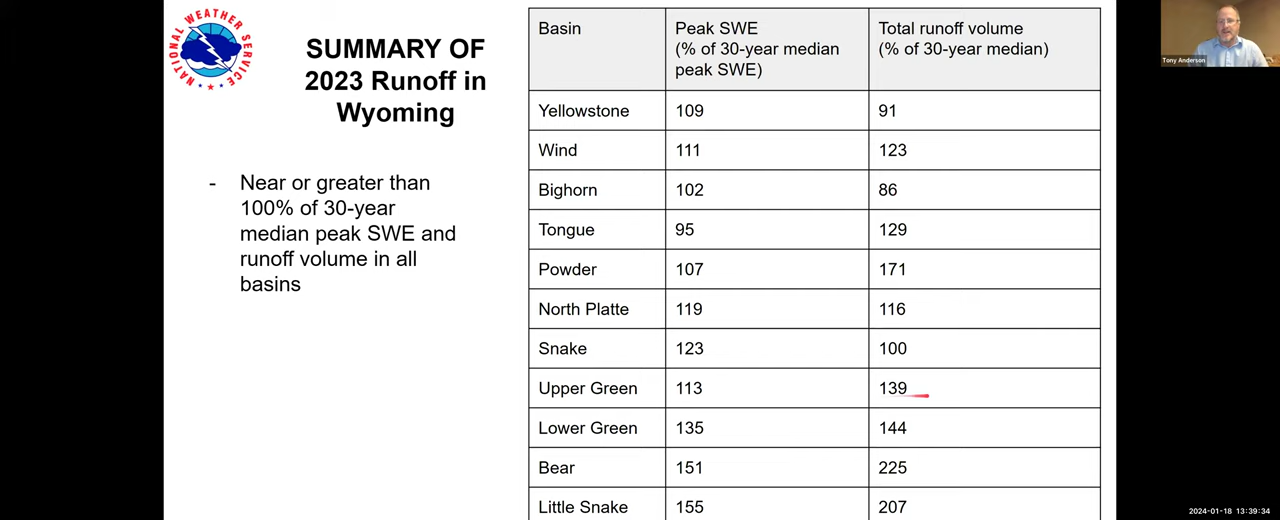 NATIONAL WEATHER SERVICE
SUMMARY OF
2023 Runoff in
Wyoming
- Near or greater than
100% of 30-year
median peak SWE and
runoff volume in all
basins
Basin Peak SWE Total runoff volume
(% of 30-year median (% of 30-year median)
peak SWE)
Yellowstone 109 91
Wind 111 123
Bighorn 102 86
Tongue 95 129
Powder 107 171
North Platte 119 116
Snake 123 100
Upper Green 113 139
Lower Green 135 144
Bear 151 225
Little Snake 155 207
Tony Anderson
2024-01-18 13:39:34